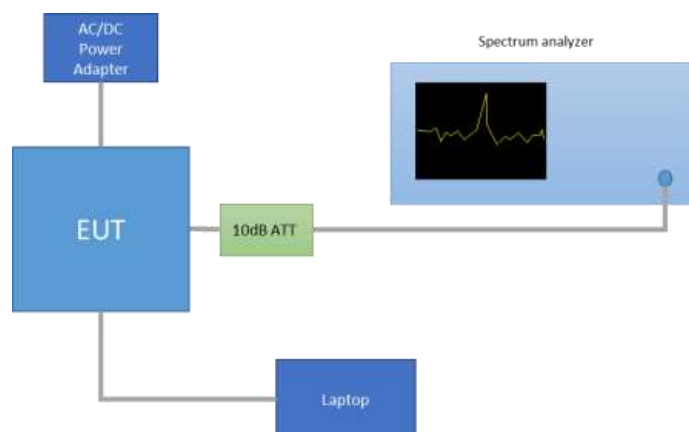 AC/DC
Power
Adapter
Spectrum analyzer
EUT
10dB ATT
Laptop